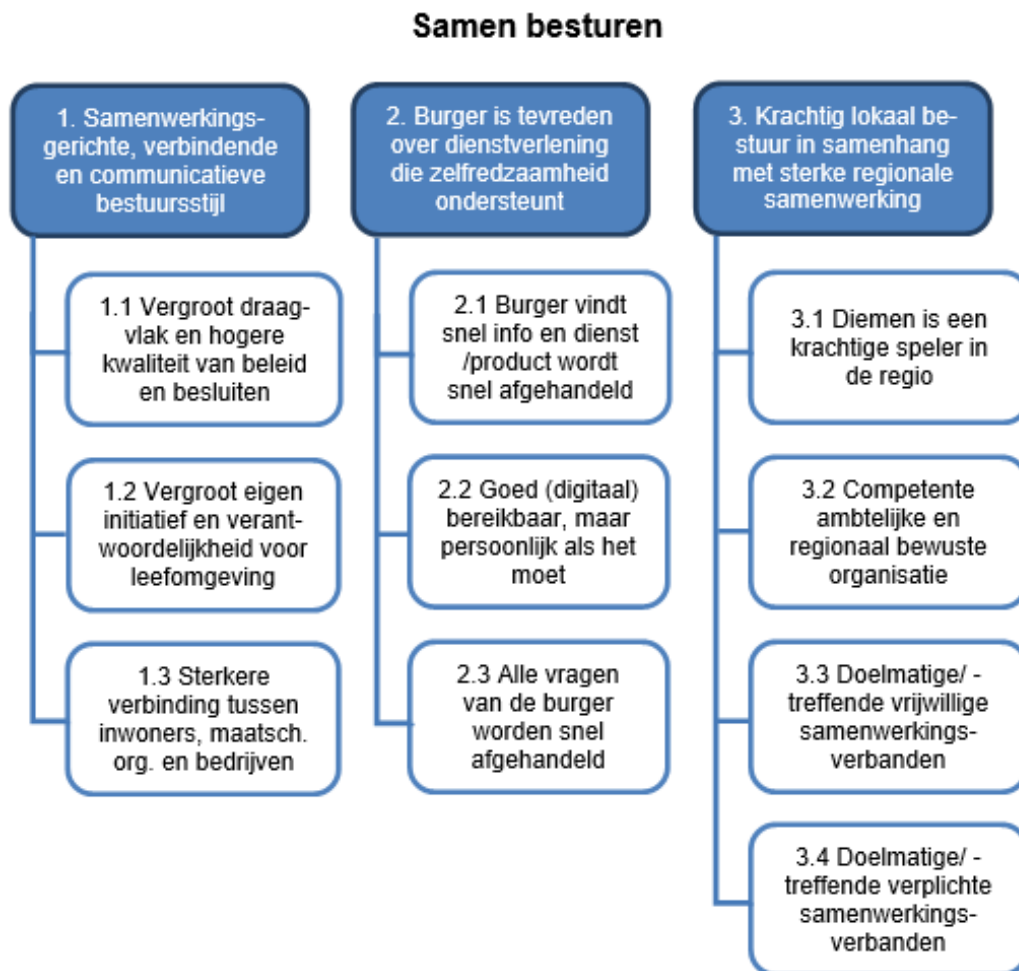 Samen besturen
1. Samenwerkings-
gerichte, verbindende
en communicatieve
bestuursstijl
1.1 Vergroot draag-
vlak en hogere
kwaliteit van beleid
en besluiten
1.2 Vergroot eigen
initiatief en verant-
woordelijkheid voor
leefomgeving
1.3 Sterkere
verbinding tussen
inwoners, maatsch.
org. en bedrijven
2. Burger is tevreden
over dienstverlening
die zelfredzaamheid
ondersteunt
2.1 Burger vindt
snel info en dienst
/product wordt
snel afgehandeld
2.2 Goed (digitaal)
bereikbaar, maar
persoonlijk als het
moet
2.3 Alle vragen
van de burger
worden snel
afgehandeld
3. Krachtig lokaal be-
stuur in samenhang
met sterke regionale
samenwerking
3.1 Diemen is een
krachtige speler in
de regio
3.2 Competente
ambtelijke en
regionaal bewuste
organisatie
3.3 Doelmatige/ -
treffende vrijwillige
samenwerkings-
verbanden
3.4 Doelmatige/ -
treffende verplichte
samenwerkings-
verbanden